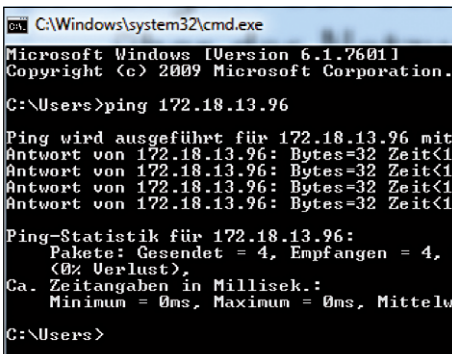 C:\Windows\system32\cmd.exe
Microsoft Windows [Version 6.1.7601]
Copyright (c) 2009 Microsoft Corporation.
C:\Users>ping 172.18.13.96
Ping wird ausgeführt für 172.18.13.96 mit
Antwort von 172.18.13.96: Bytes=32 Zeit<1
Antwort von 172.18.13.96: Bytes=32 Zeit<1
Antwort von 172.18.13.96: Bytes=32 Zeit<1
Antwort von 172.18.13.96: Bytes=32 Zeit<1
Ping-Statistik für 172.18.13.96:
Pakete: Gesendet = 4, Empfangen = 4,
(0% Verlust),
Ca. Zeitangaben in Millisek.:
Minimum = 0ms, Maximum = 0ms, Mittelw
C:\Users>